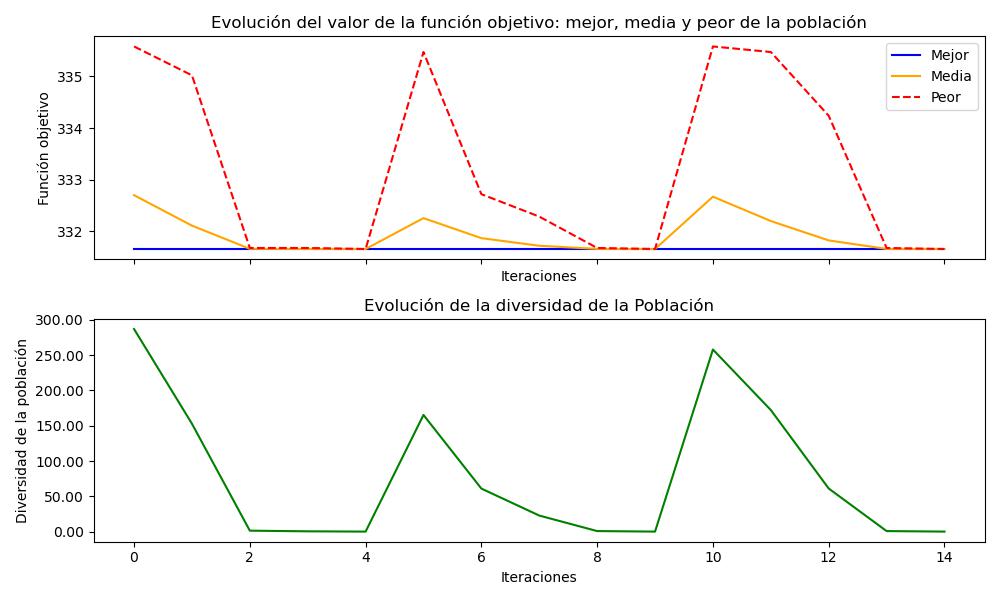 Evolución del valor de la función objetivo: mejor, media y peor de la población
Función objetivo
335
334
333
332
Mejor
Media
Peor
Iteraciones
Evolución de la diversidad de la Población
Diversidad de la población
300.00
250.00
200.00
150.00
100.00
50.00
0.00
0 2 4 6 8 10 12 14
Iteraciones